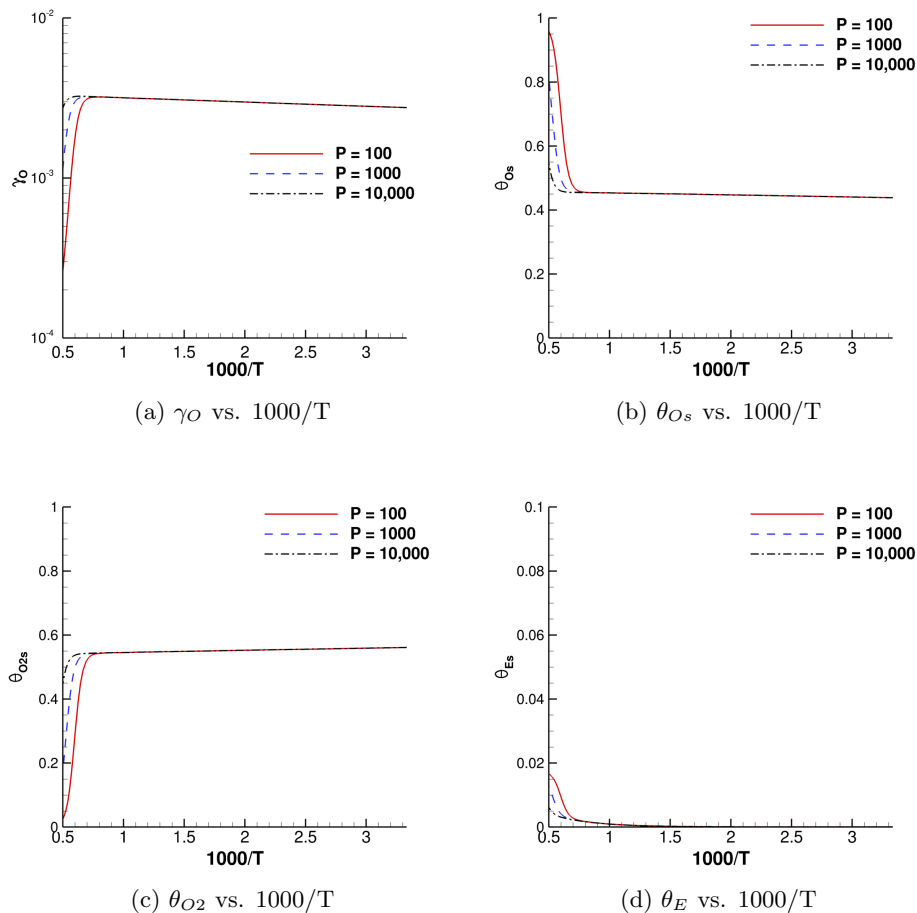 10⁻²
10⁻³
10⁻⁴
γO
P = 100
P = 1000
P = 10,000
0.5 1 1.5 2 2.5 3
1000/T
(a) γO vs. 1000/T
1
0.8
0.6
0.4
0.2
0
θOs
P = 100
P = 1000
P = 10,000
0.5 1 1.5 2 2.5 3
1000/T
(b) θOs vs. 1000/T
1
0.8
0.6
0.4
0.2
0
θO2s
P = 100
P = 1000
P = 10,000
0.5 1 1.5 2 2.5 3
1000/T
(c) θO2 vs. 1000/T
0.1
0.08
0.06
0.04
0.02
0
θEs
P = 100
P = 1000
P = 10,000
0.5 1 1.5 2 2.5 3
1000/T
(d) θE vs. 1000/T